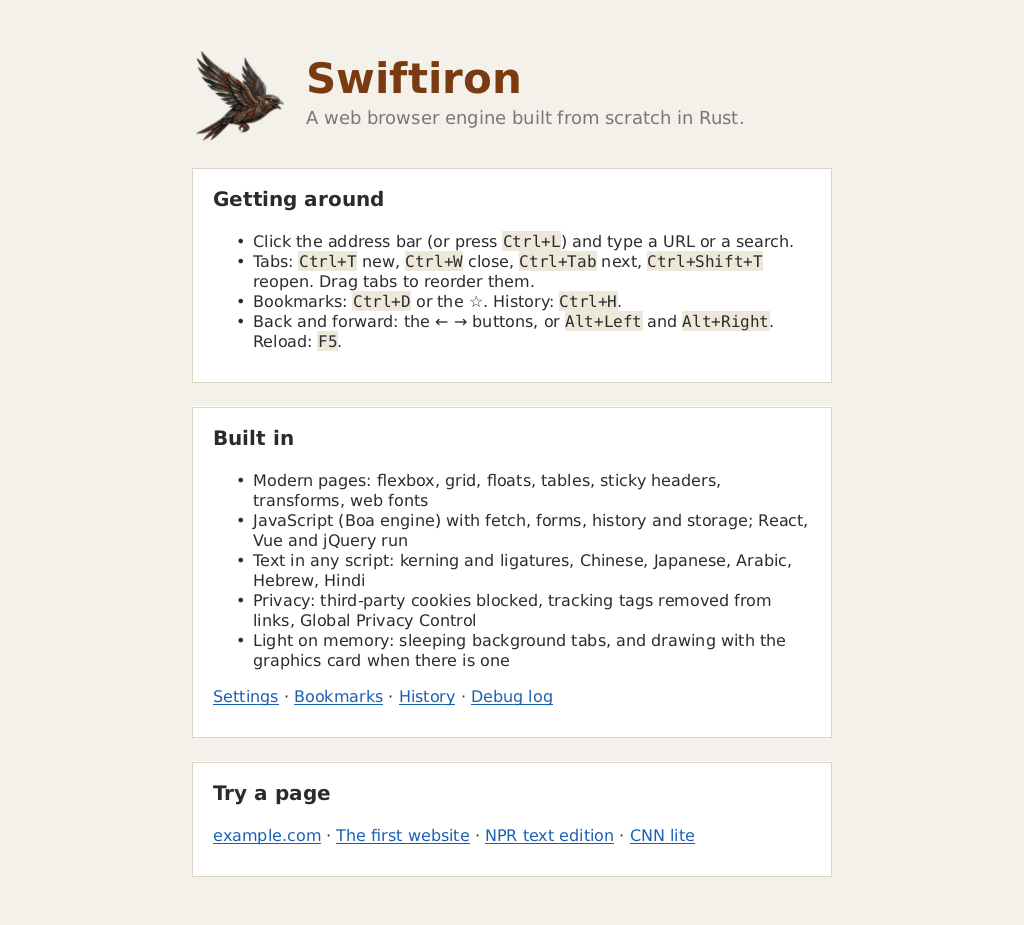 Swiftiron
A web browser engine built from scratch in Rust.
Getting around
• Click the address bar (or press Ctrl+L) and type a URL or a search.
• Tabs: Ctrl+T new, Ctrl+W close, Ctrl+Tab next, Ctrl+Shift+T
reopen. Drag tabs to reorder them.
• Bookmarks: Ctrl+D or the ☆. History: Ctrl+H.
• Back and forward: the ← → buttons, or Alt+Left and Alt+Right.
Reload: F5.
Built in
• Modern pages: flexbox, grid, floats, tables, sticky headers,
transforms, web fonts
• JavaScript (Boa engine) with fetch, forms, history and storage; React,
Vue and jQuery run
• Text in any script: kerning and ligatures, Chinese, Japanese, Arabic,
Hebrew, Hindi
• Privacy: third-party cookies blocked, tracking tags removed from
links, Global Privacy Control
• Light on memory: sleeping background tabs, and drawing with the
graphics card when there is one
Settings · Bookmarks · History · Debug log
Try a page
example.com · The first website · NPR text edition · CNN lite